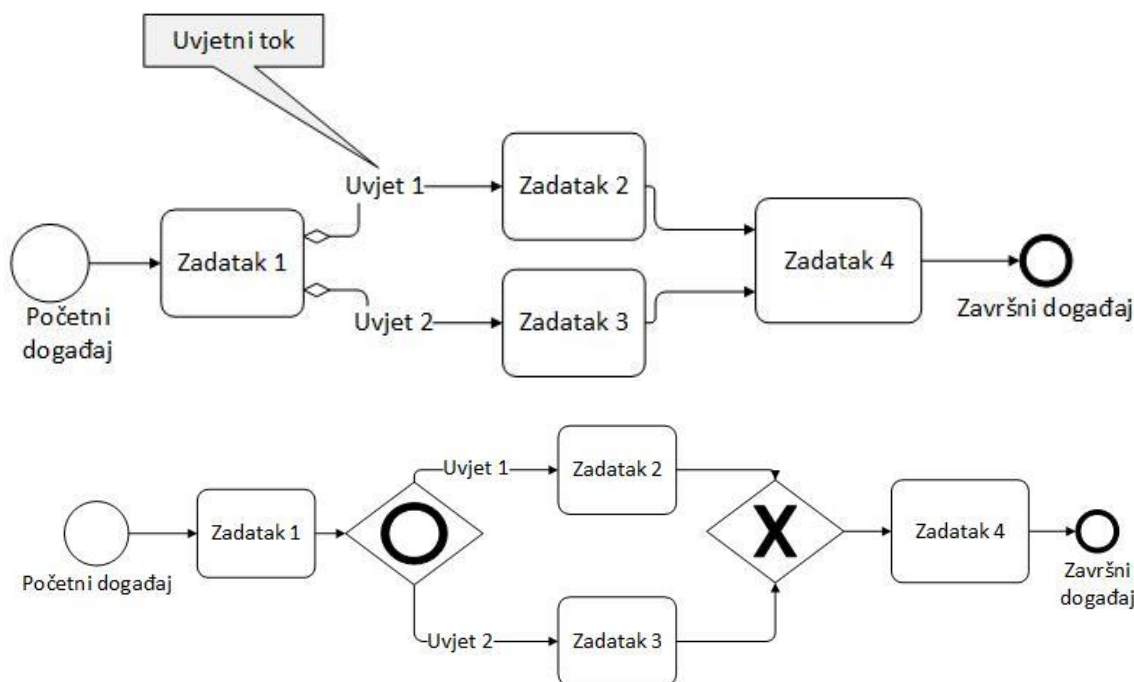 Uvjetni tok
Uvjet 1
Zadatak 2
Zadatak 1
Zadatak 4
Početni
događaj
Uvjet 2
Zadatak 3
Završni događaj
Uvjet 1
Zadatak 2
Zadatak 1
X
Zadatak 4
Početni događaj
Završni
događaj
Uvjet 2
Zadatak 3